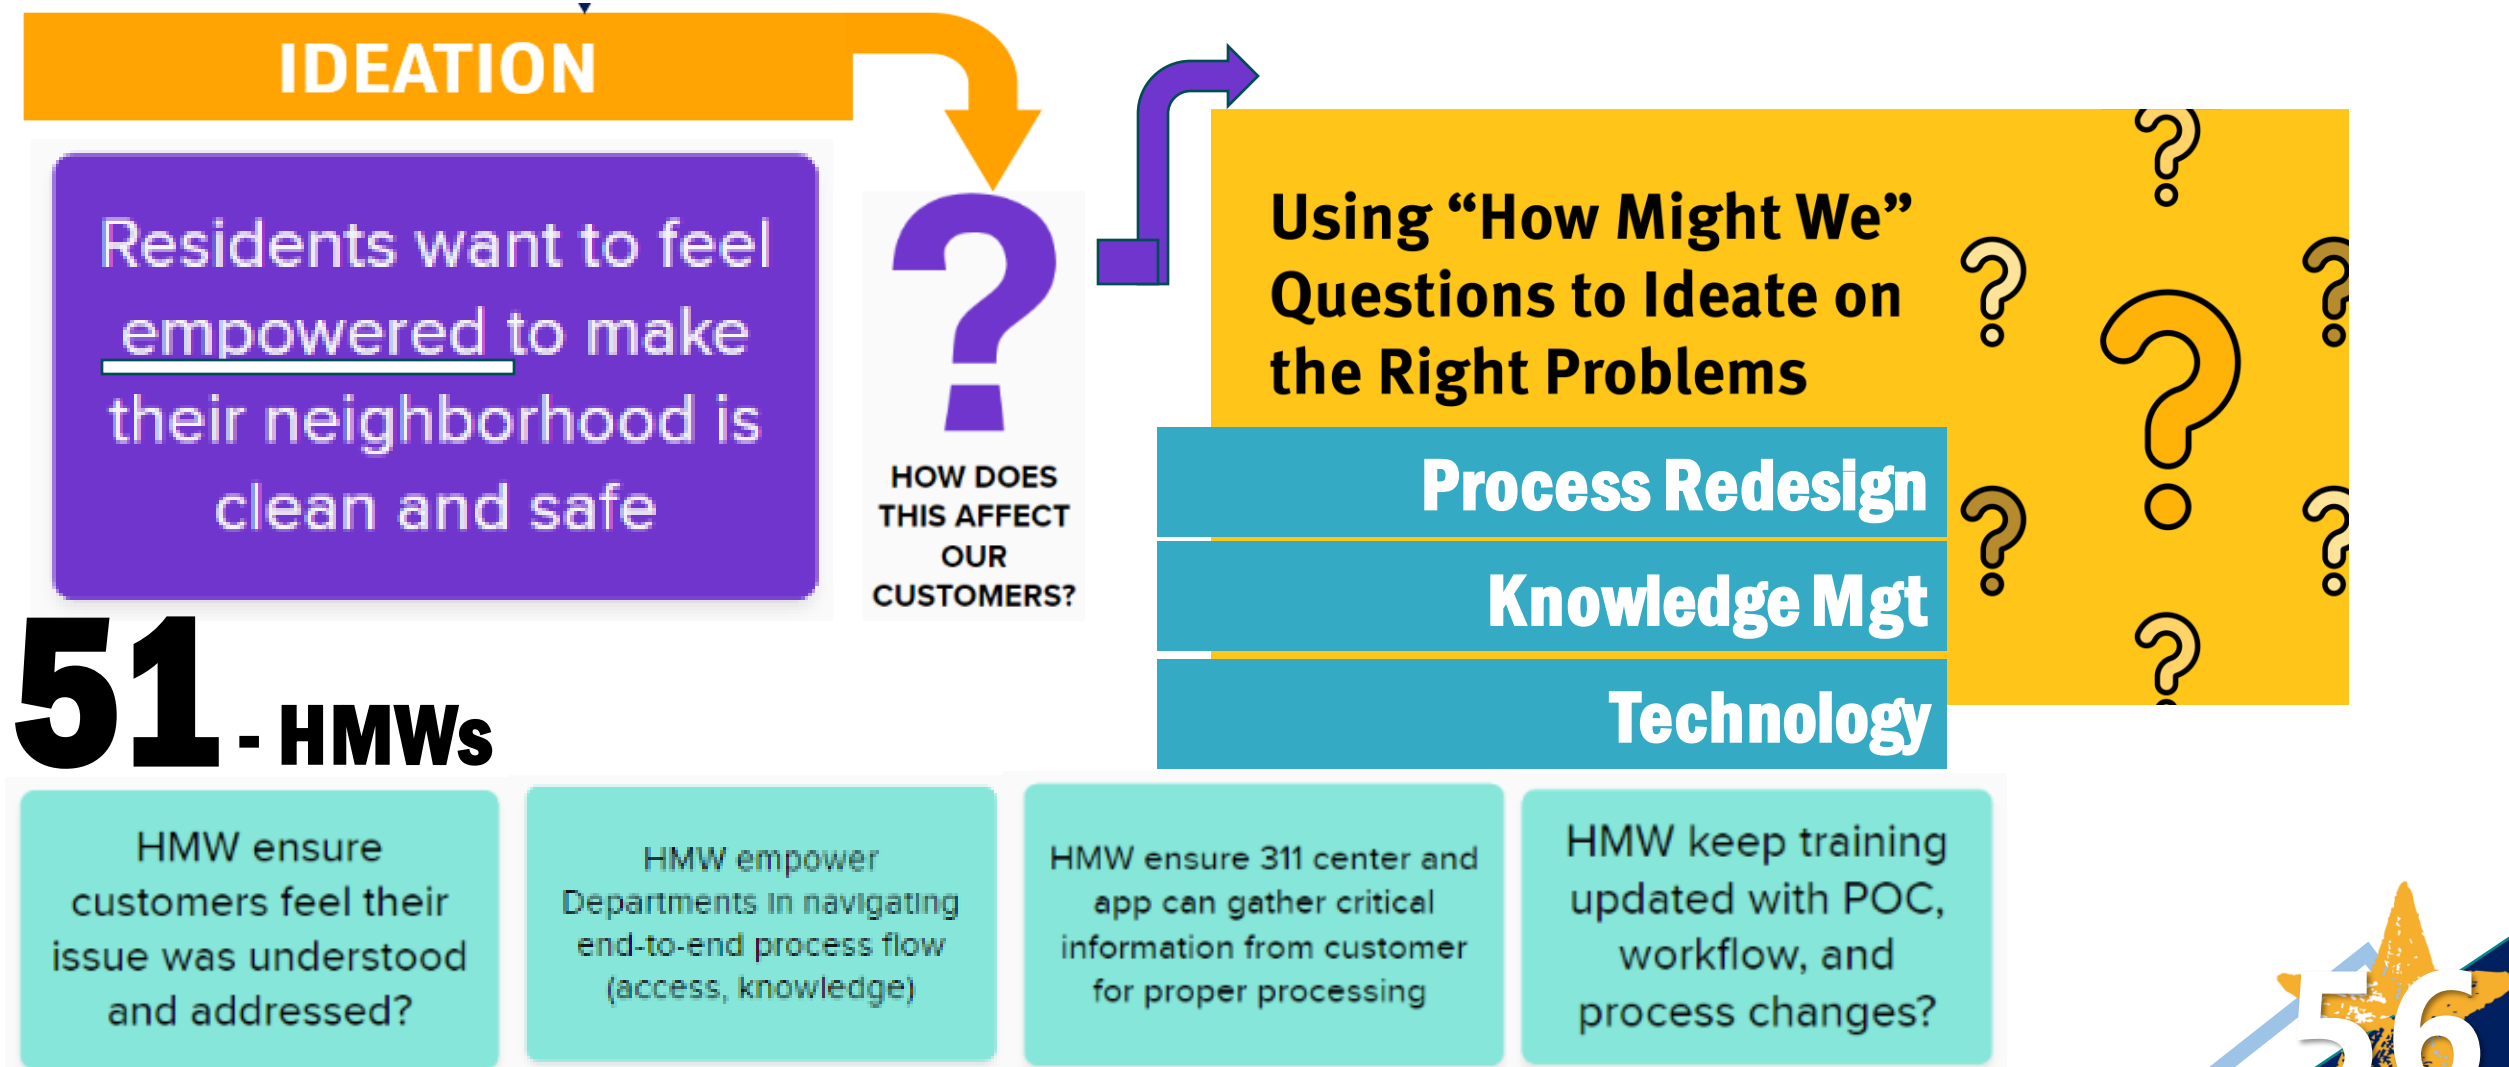 IDEATION
Residents want to feel
empowered to make
their neighborhood is
clean and safe
?
HOW DOES
THIS AFFECT
OUR
CUSTOMERS?
Using “How Might We”
Questions to Ideate on
the Right Problems
Process Redesign
Knowledge Mgt
Technology
51 - HMWs
HMW ensure
customers feel their
issue was understood
and addressed?
HMW empower
Departments in navigating
end-to-end process flow
(access, knowledge)
HMW ensure 311 center and
app can gather critical
information from customer
for proper processing
HMW keep training
updated with POC,
workflow, and
process changes?
56